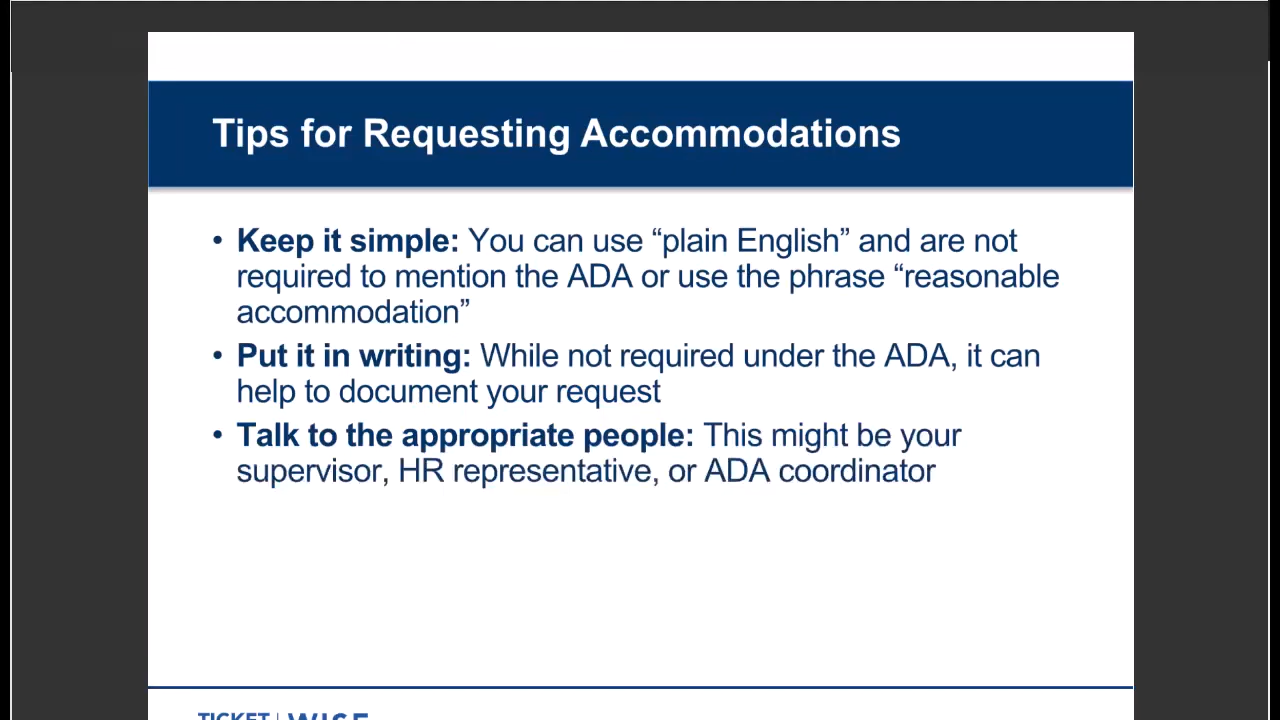 Tips for Requesting Accommodations
• Keep it simple: You can use “plain English” and are not
required to mention the ADA or use the phrase “reasonable
accommodation”
• Put it in writing: While not required under the ADA, it can
help to document your request
• Talk to the appropriate people: This might be your
supervisor, HR representative, or ADA coordinator
TICKET | WISE